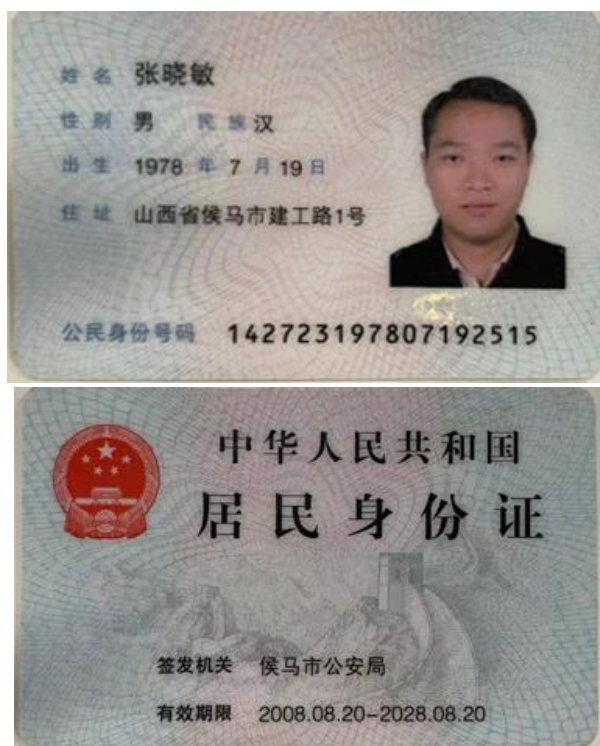 姓名 张晓敏
性别 男 民族 汉
出生 1978 年 7 月 19 日
住址 山西省侯马市建工路1号
公民身份号码 142723197807192515
中华人民共和国
居民身份证
签发机关 侯马市公安局
有效期限 2008.08.20-2028.08.20